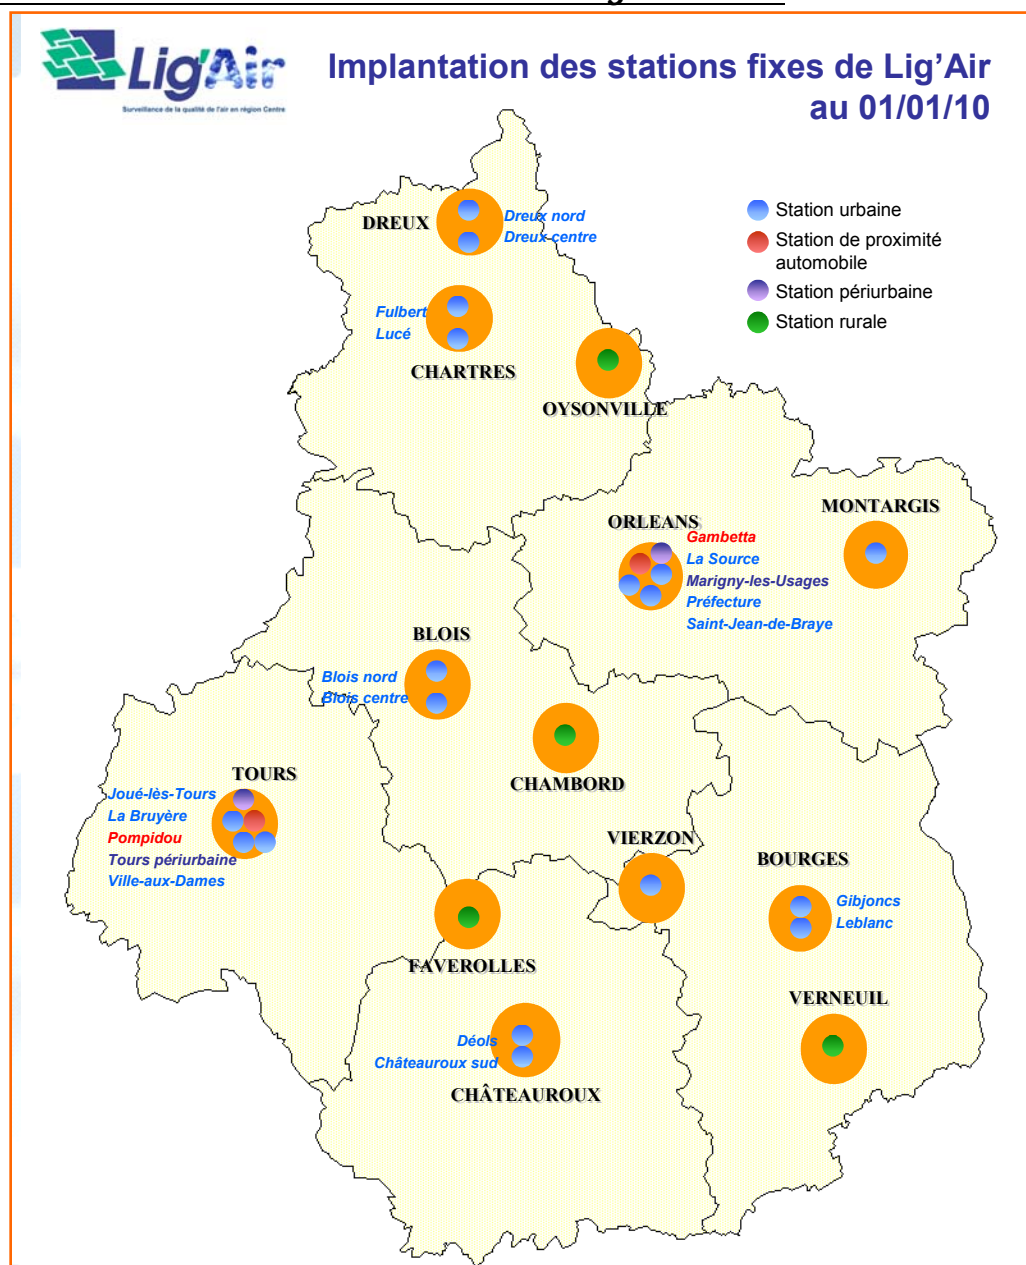 Lig'Air
Surveillance de la qualité de l'air en région Centre
Implantation des stations fixes de Lig'Air
au 01/01/10
Station urbaine
Station de proximité
automobile
Station périurbaine
Station rurale
DREUX
Dreux nord
Dreux centre
Fulbert
Lucé
CHARTRES
OYSONVILLE
MONTARGIS
ORLEANS
Gambetta
La Source
Marigny-les-Usages
Préfecture
Saint-Jean-de-Braye
BLOIS
Blois nord
Blois centre
CHAMBORD
TOURS
Joué-lès-Tours
La Bruyère
Pompidou
Tours périurbaine
Ville-aux-Dames
VIERZON
BOURGES
Gibjoncs
Leblanc
FAVEROLLES
VERNEUIL
Déols
Châteauroux sud
CHÂTEAUROUX